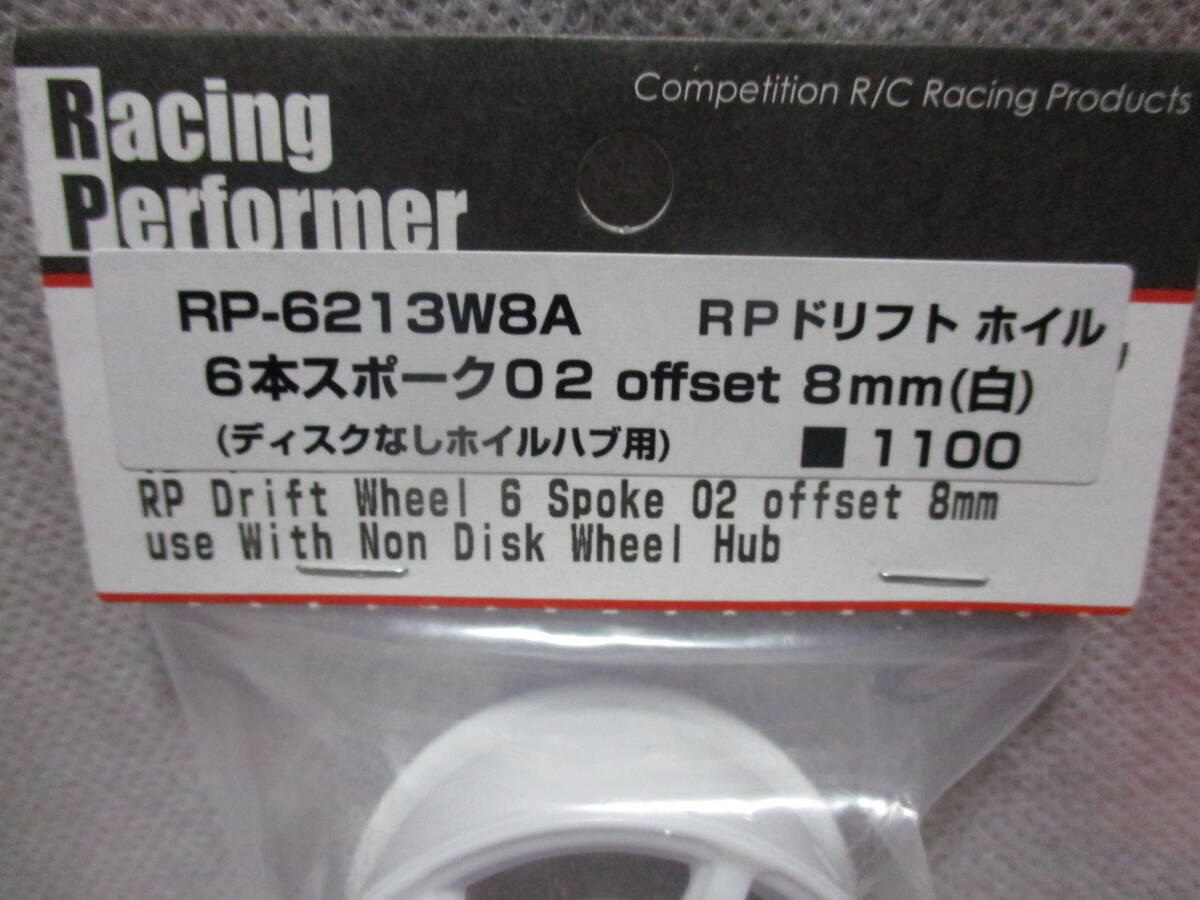 Racing
Performer
Competition R/C Racing Products
RP-6213W8A RPドリフト ホイル
6本スポーク02 offset 8mm(白)
(ディスクなしホイルハブ用) ■1100
RP Drift Wheel 6 Spoke 02 offset 8mm
use With Non Disk Wheel Hub